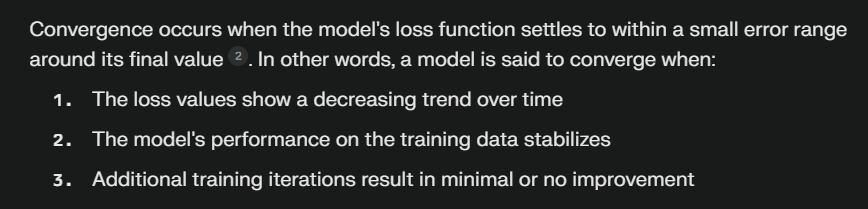 Convergence occurs when the model's loss function settles to within a small error range
around its final value 2. In other words, a model is said to converge when:
1. The loss values show a decreasing trend over time
2. The model's performance on the training data stabilizes
3. Additional training iterations result in minimal or no improvement